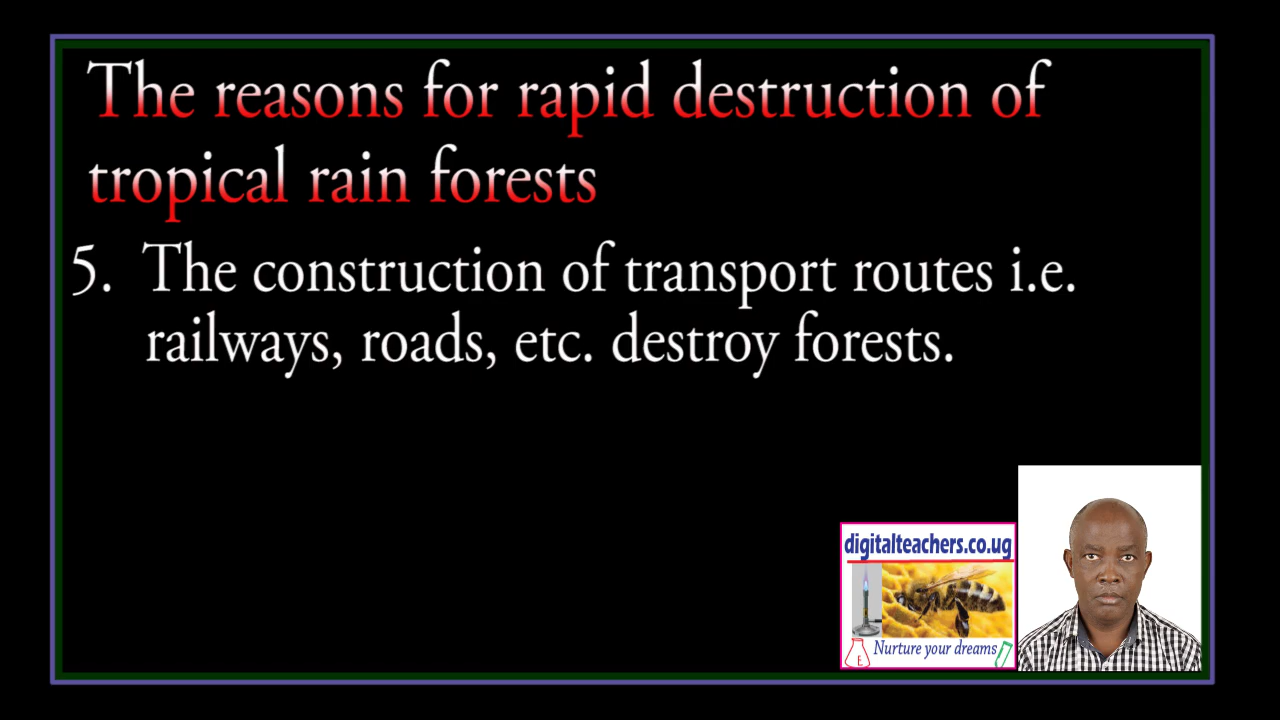 The reasons for rapid destruction of
tropical rain forests
5. The construction of transport routes i.e.
railways, roads, etc. destroy forests.
digitalteachers.co.ug
E
Nurture your dreams